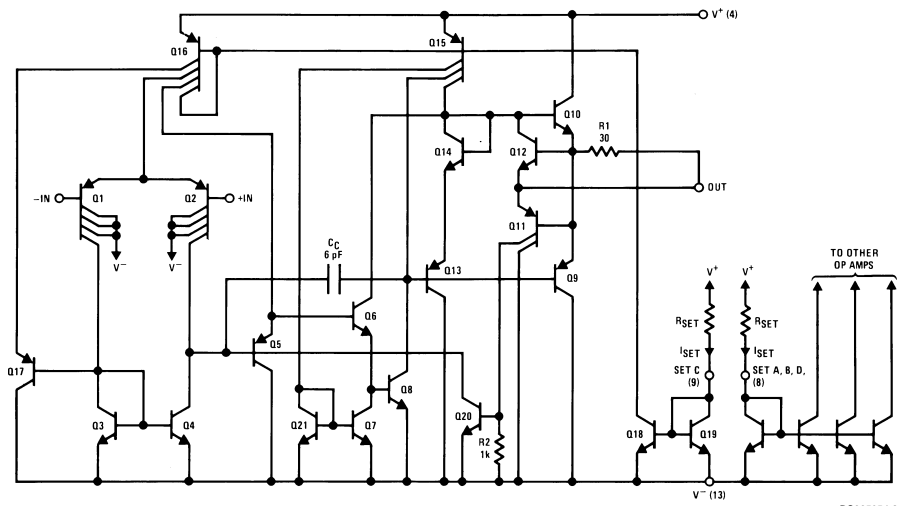 V+ (4)
Q16
Q15
Q10
R1
30
Q14
Q12
-IN
Q1
Q2
+IN
OUT
Q11
V-
V-
CC
6 pF
TO OTHER
OP AMPS
Q13
Q9
V+
V+
RSET
RSET
Q6
Q5
ISET
ISET
Q17
Q8
SET C
(9)
SET A, B, D,
(8)
Q3
Q4
Q21
Q7
Q20
R2
1k
Q18
Q19
V- (13)